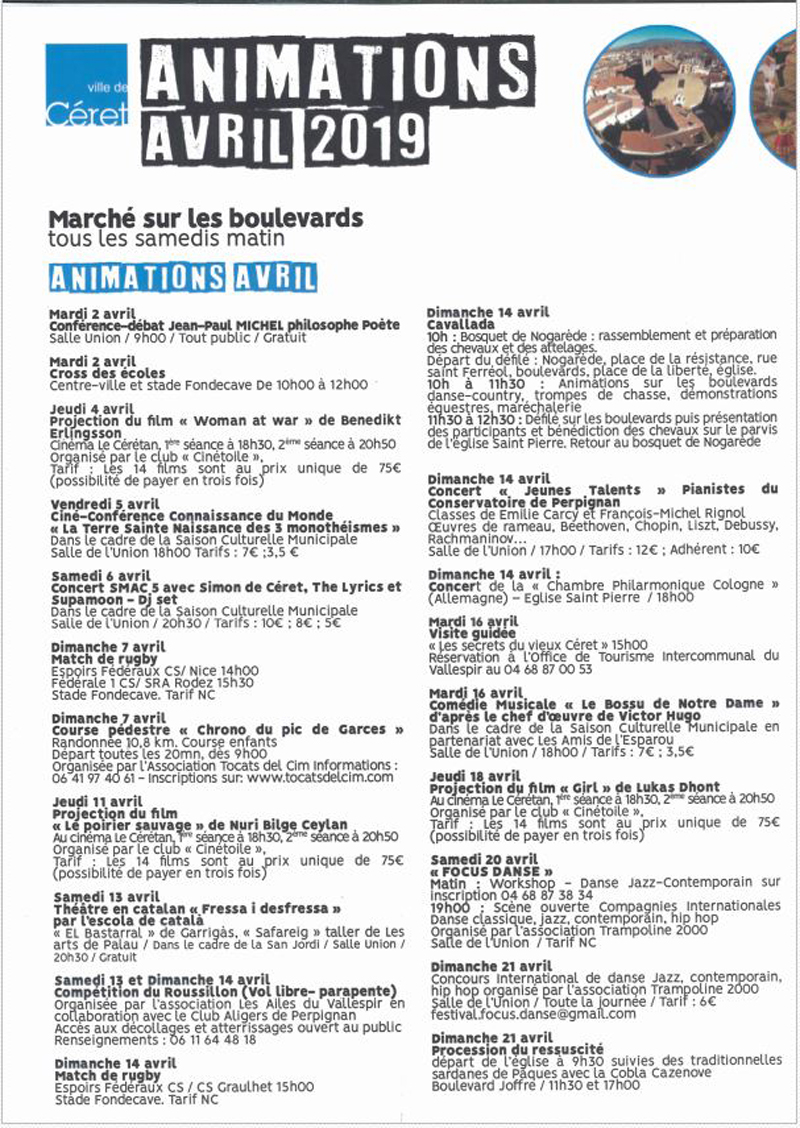 ville de
Céret
ANIMATIONS
AVRIL 2019
Marché sur les boulevards
tous les samedis matin
ANIMATIONS AVRIL
Mardi 2 avril
Conférence-débat Jean-Paul MICHEL philosophe Poète
Salle Union / 9h00 / Tout public / Gratuit
Mardi 2 avril
Cross des écoles
Centre-ville et stade Fondecave De 10h00 à 12h00
Jeudi 4 avril
Projection du film « Woman at war » de Benedikt
Erlingsson
Cinéma Le Cérétan, 1ère séance à 18h30, 2ème séance à 20h50
Organisé par le club « Cinétoile »,
Tarif : Les 14 films sont au prix unique de 75€
(possibilité de payer en trois fois)
Vendredi 5 avril
Ciné-Conférence Connaissance du Monde
« La Terre Sainte Naissance des 3 monothéismes »
Dans le cadre de la Saison Culturelle Municipale
Salle de l'Union 18h00 Tarifs : 7€ ;3,5 €
Samedi 6 avril
Concert SMAC 5 avec Simon de Céret, The Lyrics et
Supamoon - Dj set
Dans le cadre de la Saison Culturelle Municipale
Salle de l'Union / 20h30 / Tarifs : 10€ ; 8€ ; 5€
Dimanche 7 avril
Match de rugby
Espoirs Fédéraux CS/ Nice 14h00
Fédérale 1 CS/ SRA Rodez 15h30
Stade Fondecave. Tarif NC
Dimanche 7 avril
Course pédestre « Chrono du pic de Garces »
Randonnée 10,8 km. Course enfants
Départ toutes les 20mn, dès 9h00
Organisée par l'Association Tocats del Cim Informations :
06 41 97 40 61 - Inscriptions sur: www.tocatsdelcim.com
Jeudi 11 avril
Projection du film
« Le poirier sauvage » de Nuri Bilge Ceylan
Au cinéma Le Cérétan, 1ère séance à 18h30, 2ème séance à 20h50
Organisé par le club « Cinétoile »,
Tarif : Les 14 films sont au prix unique de 75€
(possibilité de payer en trois fois)
Samedi 13 avril
Théâtre en catalan « Fressa i desfressa »
par l'escola de català
« EL Bastarral » de Garrigàs, « Safareig » taller de Les
arts de Palau / Dans le cadre de la San Jordi / Salle Union /
20h30 / Gratuit
Samedi 13 et Dimanche 14 avril
Compétition du Roussillon (Vol libre- parapente)
Organisée par l'association Les Ailes du Vallespir en
collaboration avec le Club Aligers de Perpignan
Accès aux décollages et atterrissages ouvert au public
Renseignements : 06 11 64 48 18
Dimanche 14 avril
Match de rugby
Espoirs Fédéraux CS / CS Graulhet 15h00
Stade Fondecave. Tarif NC
Dimanche 14 avril
Cavallada
10h : Bosquet de Nogarède : rassemblement et préparation
des chevaux et des attelages.
Départ du défilé : Nogarède, place de la résistance, rue
saint Ferréol, boulevards, place de la liberté, église.
10h à 11h30 : Animations sur les boulevards
danse-country, trompes de chasse, démonstrations
équestres, maréchalerie
11h30 à 12h30 : Défilé sur les boulevards puis présentation
des participants et bénédiction des chevaux sur le parvis
de l'église Saint Pierre. Retour au bosquet de Nogarède
Dimanche 14 avril
Concert « Jeunes Talents » Pianistes du
Conservatoire de Perpignan
Classes de Emilie Carcy et François-Michel Rignol
Œuvres de rameau, Beethoven, Chopin, Liszt, Debussy,
Rachmaninov...
Salle de l'Union / 17h00 / Tarifs : 12€ ; Adhérent : 10€
Dimanche 14 avril :
Concert de la « Chambre Philarmonique Cologne »
(Allemagne) – Eglise Saint Pierre / 18h00
Mardi 16 avril
Visite guidée
« Les secrets du vieux Céret » 15h00
Réservation à l'Office de Tourisme Intercommunal du
Vallespir au 04 68 87 00 53
Mardi 16 avril
Comédie Musicale « Le Bossu de Notre Dame »
d'après le chef d'œuvre de Victor Hugo
Dans le cadre de la Saison Culturelle Municipale en
partenariat avec Les Amis de l'Esparou
Salle de l'Union / 18h00 / Tarifs : 7€ ; 3,5€
Jeudi 18 avril
Projection du film « Girl » de Lukas Dhont
Au cinéma Le Cérétan, 1ère séance à 18h30, 2ème séance à 20h50
Organisé par le club « Cinétoile »,
Tarif : Les 14 films sont au prix unique de 75€
(possibilité de payer en trois fois)
Samedi 20 avril
« FOCUS DANSE »
Matin : Workshop - Danse Jazz-Contemporain sur
inscription 04 68 87 38 34
19H00 : Scène ouverte Compagnies Internationales
Danse classique, jazz, contemporain, hip hop
Organisé par l'association Trampoline 2000
Salle de l'Union / Tarif NC
Dimanche 21 avril
Concours International de danse Jazz, contemporain,
hip hop organisé par l'association Trampoline 2000
Salle de l'Union / Toute la journée / Tarif : 6€
festival.focus.danse@gmail.com
Dimanche 21 avril
Procession du ressuscité
départ de l'église à 9h30 suivies des traditionnelles
sardanes de Pâques avec la Cobla Cazenove
Boulevard Joffre / 11h30 et 17h00